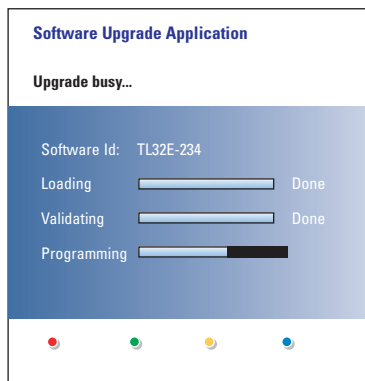 Software Upgrade Application
Upgrade busy...
Software Id: TL32E-234
Loading Done
Validating Done
Programming